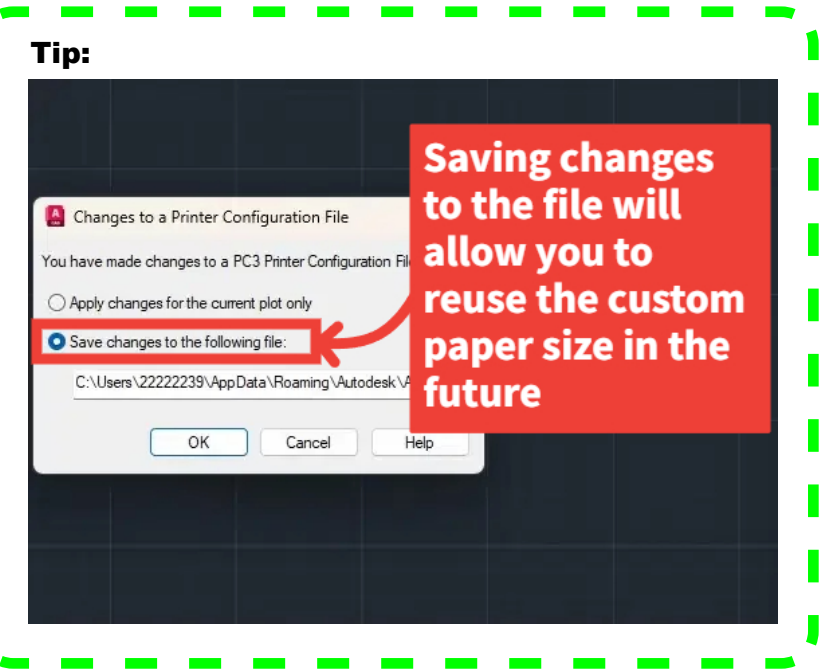 Tip:
Changes to a Printer Configuration File
You have made changes to a PC3 Printer Configuration
Apply changes for the current plot only
Save changes to the following file:
C:\Users\22222239\AppData\Roaming\Autodesk\A
OK Cancel Help
Saving changes
to the file will
allow you to
reuse the custom
paper size in the
future